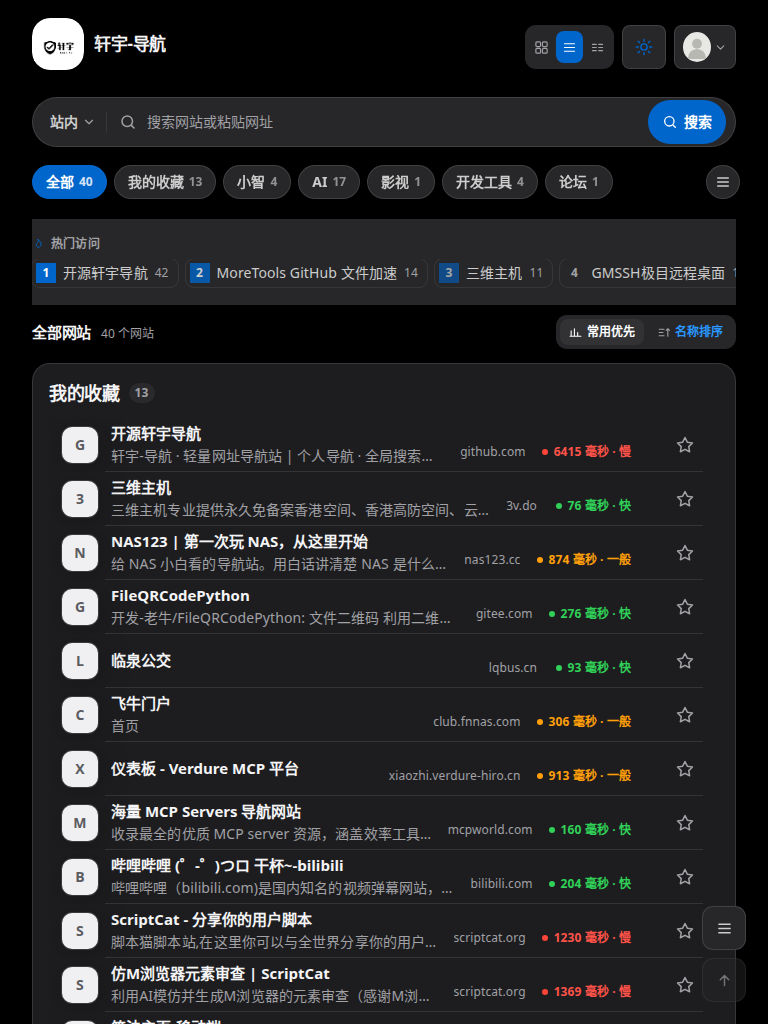 轩宇
轩宇-导航
站内
搜索网站或粘贴网址
搜索
全部 40
我的收藏 13
小智 4
AI 17
影视 1
开发工具 4
论坛 1
热门访问
1 开源轩宇导航 42
2 MoreTools GitHub 文件加速 14
3 三维主机 11
4 GMSSH极目远程桌面
全部网站 40 个网站
常用优先
名称排序
我的收藏 13
G
开源轩宇导航
轩宇-导航 · 轻量网址导航站 | 个人导航 · 全局搜索...
github.com
6415 毫秒 · 慢
3
三维主机
三维主机专业提供永久免备案香港空间、香港高防空间、云...
3v.do
76 毫秒 · 快
N
NAS123 | 第一次玩 NAS，从这里开始
给 NAS 小白看的导航站。用白话讲清楚 NAS 是什么...
nas123.cc
874 毫秒 · 一般
G
FileQRCodePython
开发-老牛/FileQRCodePython: 文件二维码 利用二维...
gitee.com
276 毫秒 · 快
L
临泉公交
lqbus.cn
93 毫秒 · 快
C
飞牛门户
首页
club.fnnas.com
306 毫秒 · 一般
X
仪表板 - Verdure MCP 平台
xiaozhi.verdure-hiro.cn
913 毫秒 · 一般
M
海量 MCP Servers 导航网站
收录最全的优质 MCP server 资源，涵盖效率工具...
mcpworld.com
160 毫秒 · 快
B
哔哩哔哩 (゜-゜)つロ 干杯~-bilibili
哔哩哔哩（bilibili.com)是国内知名的视频弹幕网站，...
bilibili.com
204 毫秒 · 快
S
ScriptCat - 分享你的用户脚本
脚本猫脚本站,在这里你可以与全世界分享你的用户...
scriptcat.org
1230 毫秒 · 慢
S
仿M浏览器元素审查 | ScriptCat
利用AI模仿并生成M浏览器的元素审查（感谢M浏...
scriptcat.org
1369 毫秒 · 慢